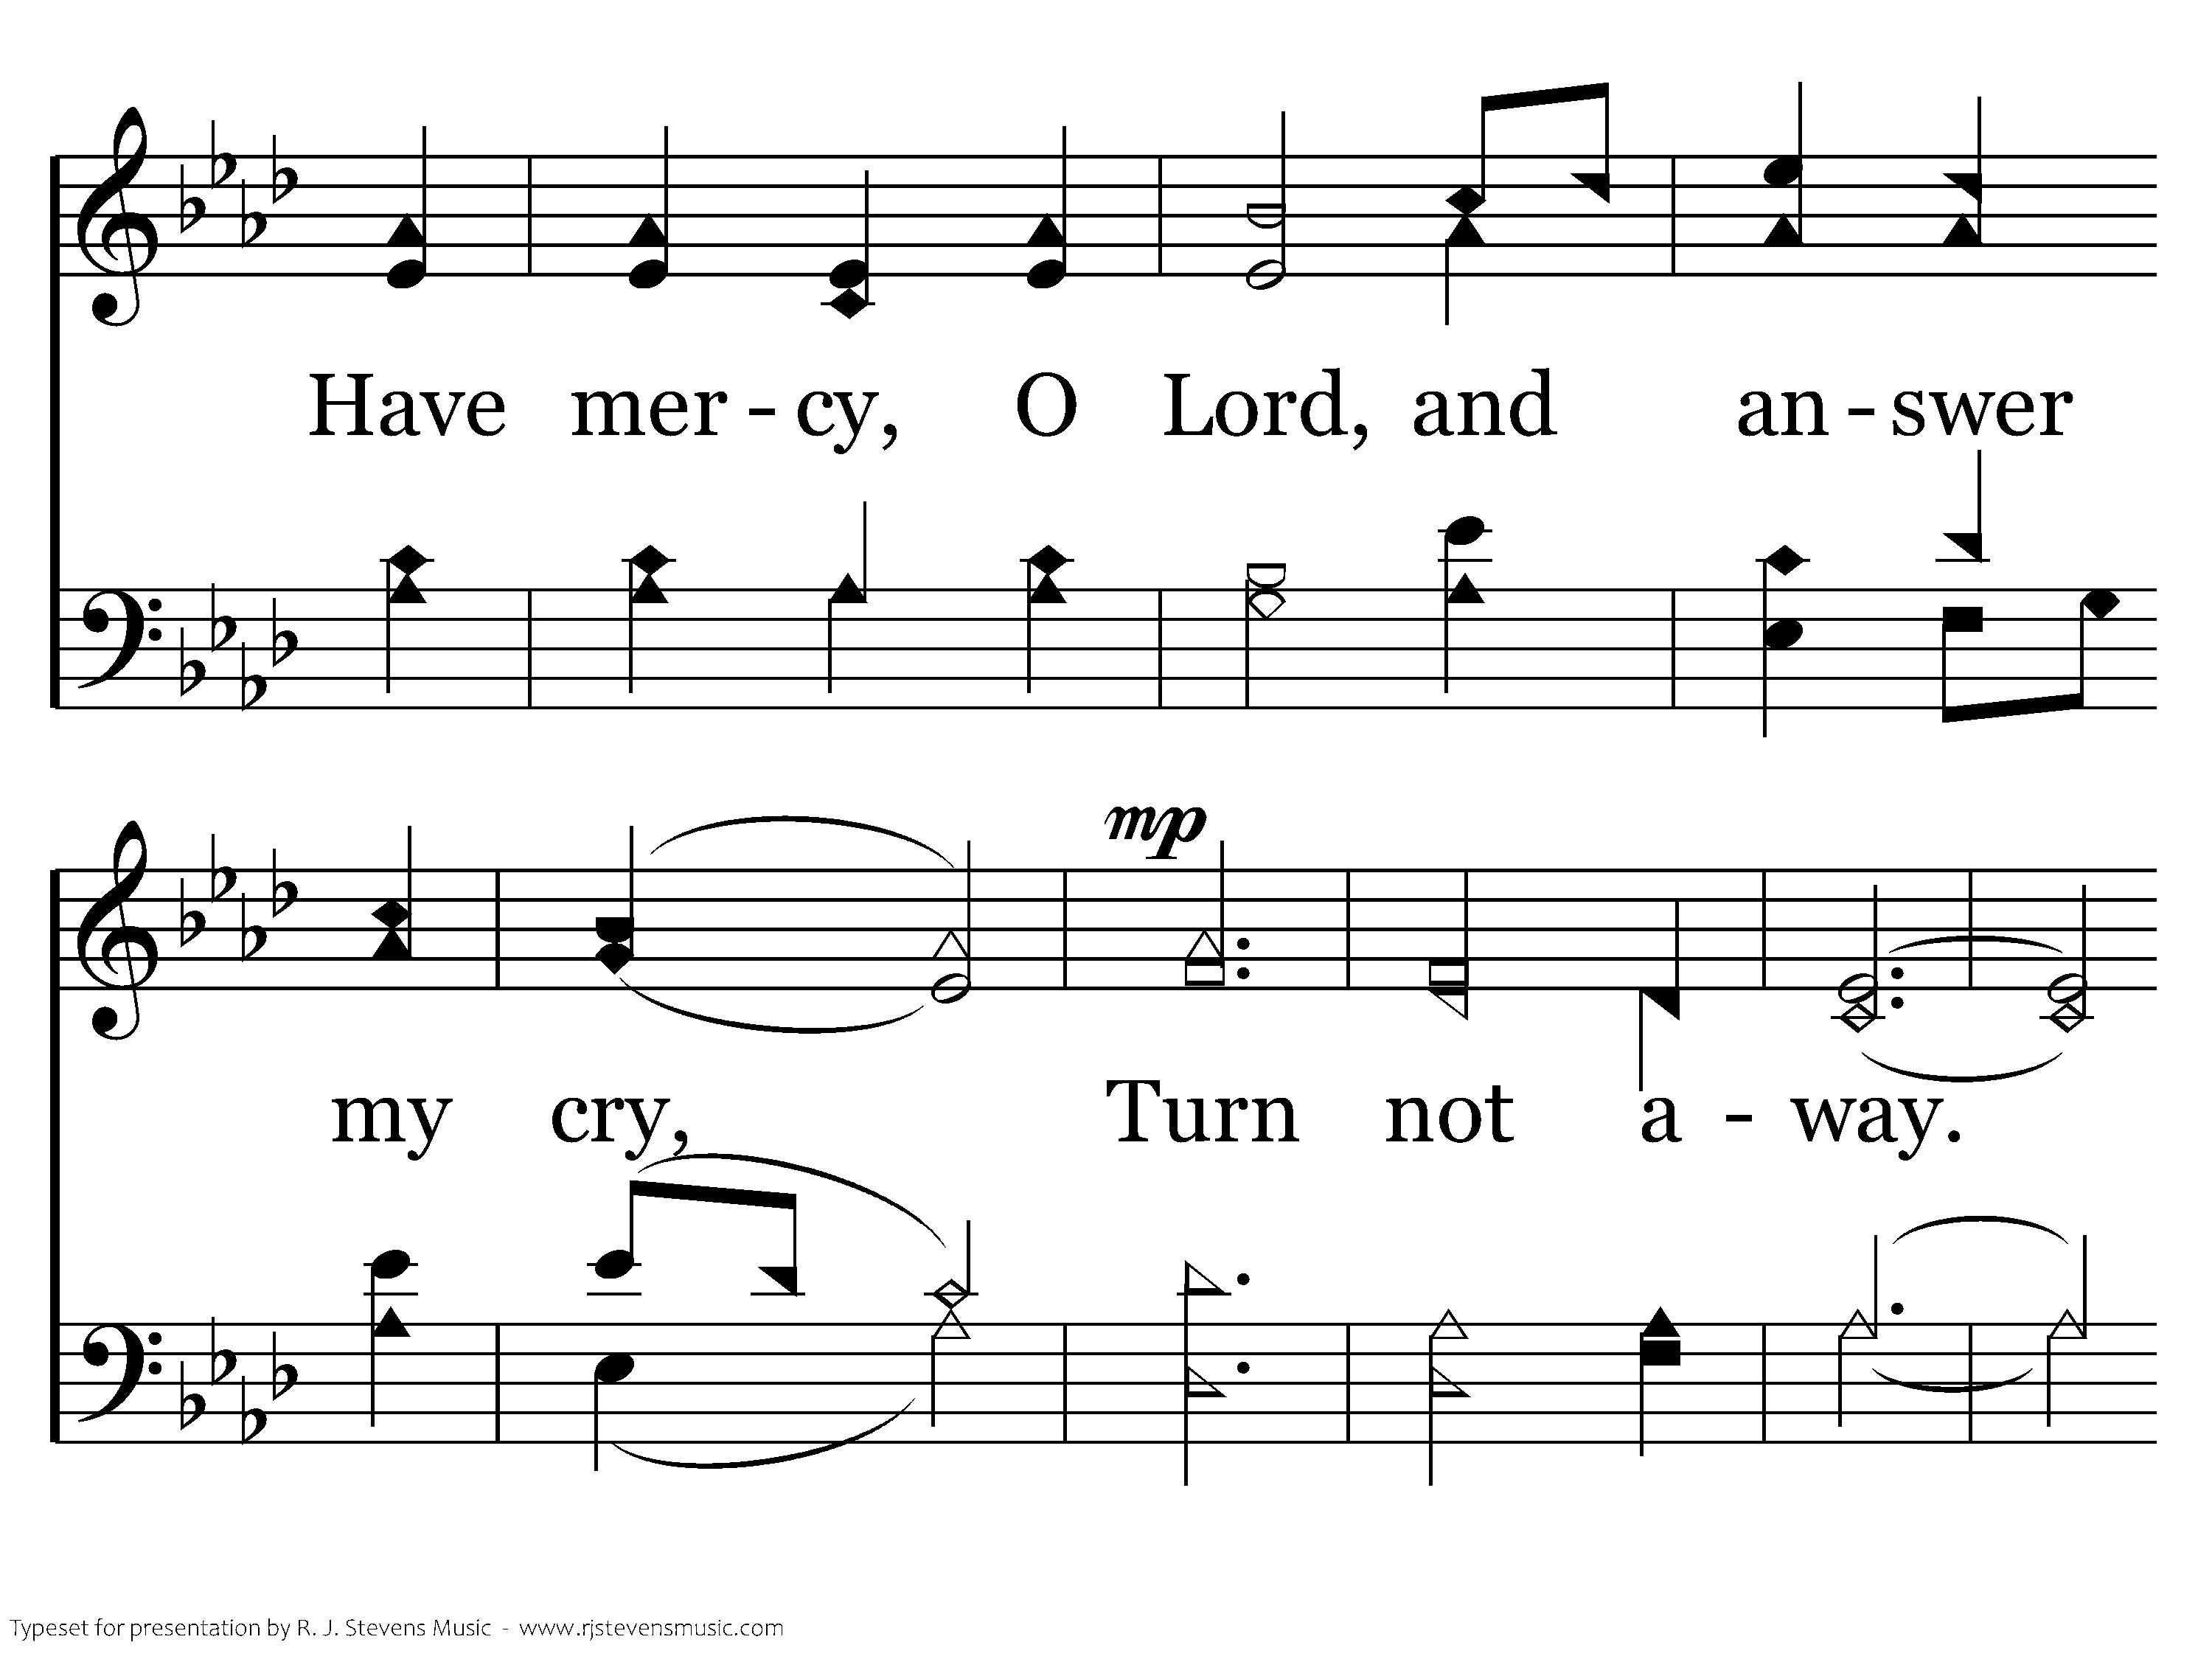 Have mer - cy, O Lord, and an - swer
mp
my cry, Turn not a - way.
Typeset for presentation by R. J. Stevens Music - www.rjstevensmusic.com